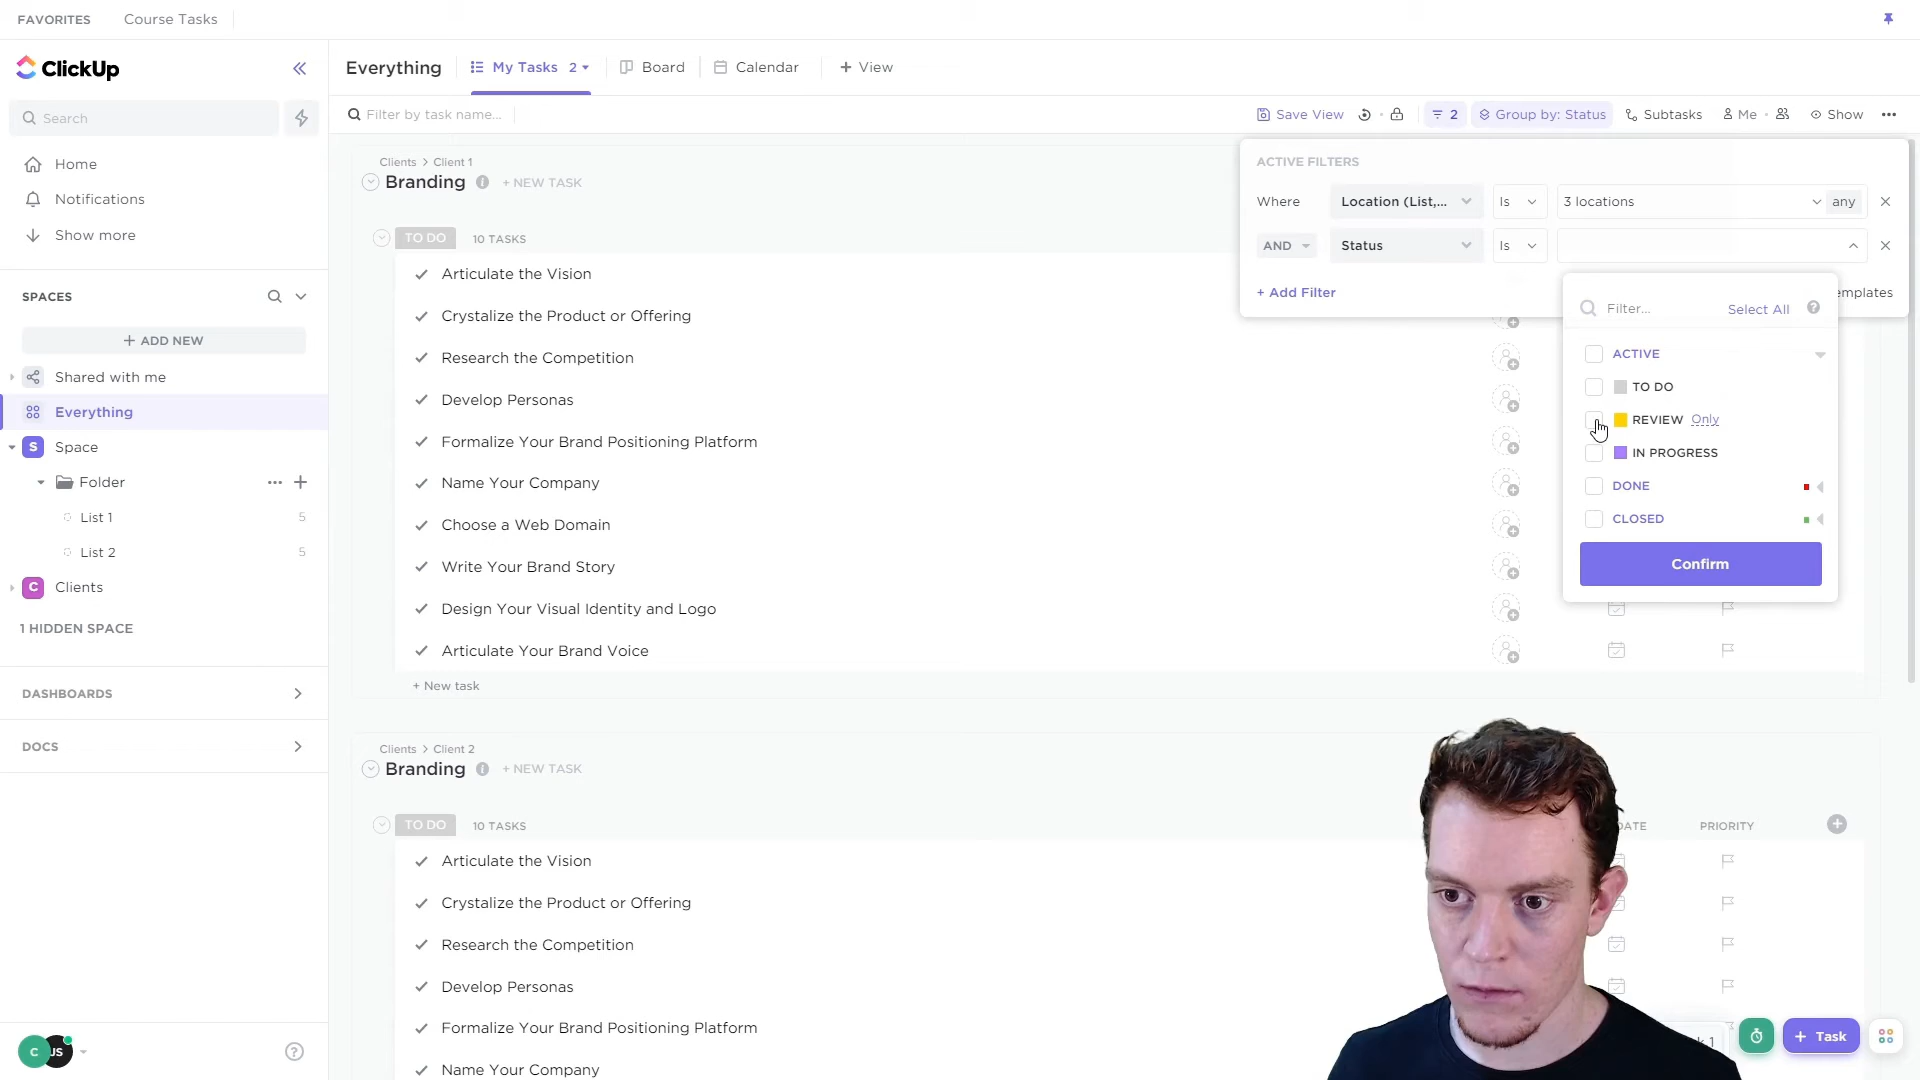 FAVORITES Course Tasks
ClickUp
Everything My Tasks 2 Board Calendar + View
Search
Filter by task name...
Save View 2 Group by: Status Subtasks Me Show
Home
Notifications
Show more
SPACES
+ ADD NEW
Shared with me
Everything
S Space
Folder
List 1 5
List 2 5
C Clients
1 HIDDEN SPACE
DASHBOARDS
DOCS
C JS
Clients > Client 1
Branding + NEW TASK
TO DO 10 TASKS
Articulate the Vision
Crystalize the Product or Offering
Research the Competition
Develop Personas
Formalize Your Brand Positioning Platform
Name Your Company
Choose a Web Domain
Write Your Brand Story
Design Your Visual Identity and Logo
Articulate Your Brand Voice
+ New task
Clients > Client 2
Branding + NEW TASK
TO DO 10 TASKS
PRIORITY
Articulate the Vision
Crystalize the Product or Offering
Research the Competition
Develop Personas
Formalize Your Brand Positioning Platform
Name Your Company
ACTIVE FILTERS
Where Location (List,... Is 3 locations any
AND Status Is
+ Add Filter
Filter... Select All
ACTIVE
TO DO
REVIEW Only
IN PROGRESS
DONE
CLOSED
Confirm
+ Task